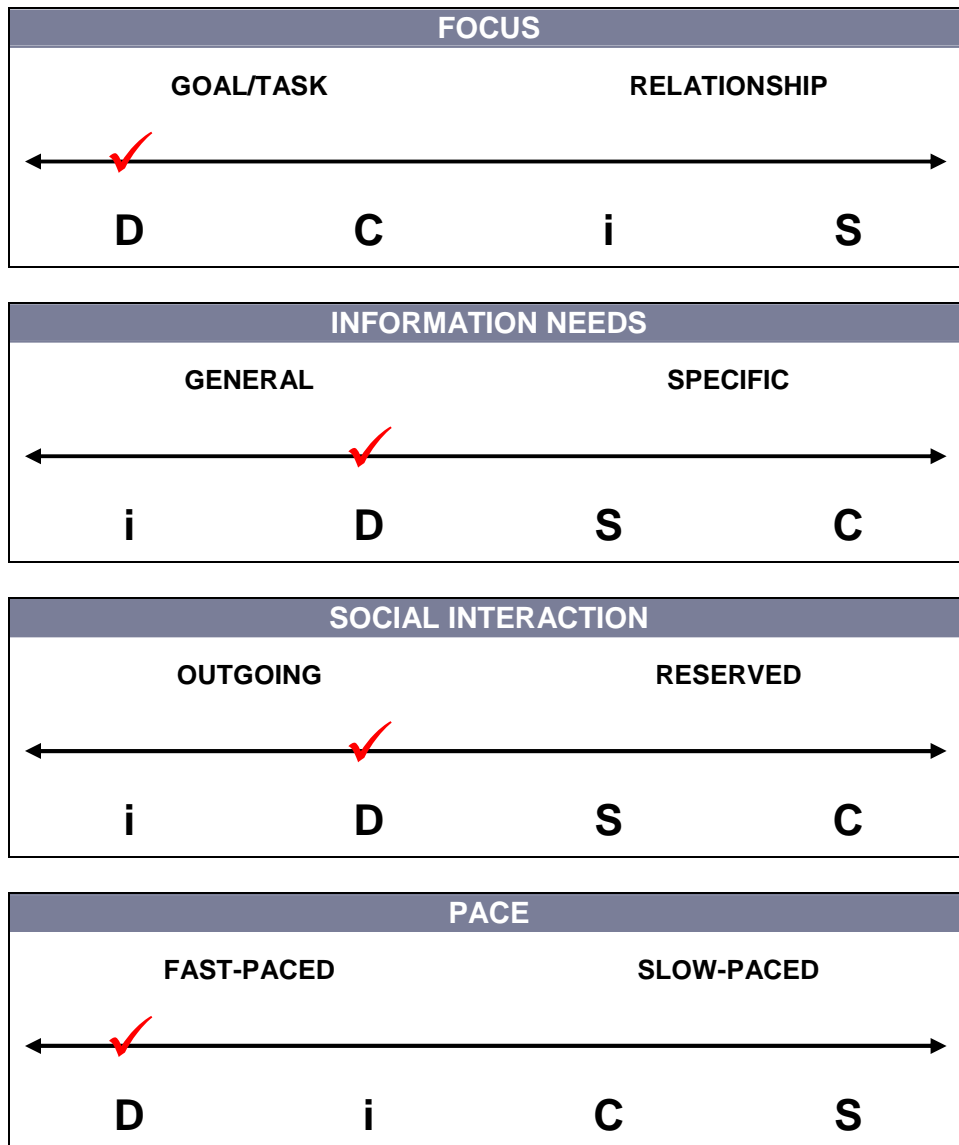 FOCUS
GOAL/TASK RELATIONSHIP
D C i S
INFORMATION NEEDS
GENERAL SPECIFIC
i D S C
SOCIAL INTERACTION
OUTGOING RESERVED
i D S C
PACE
FAST-PACED SLOW-PACED
D i C S